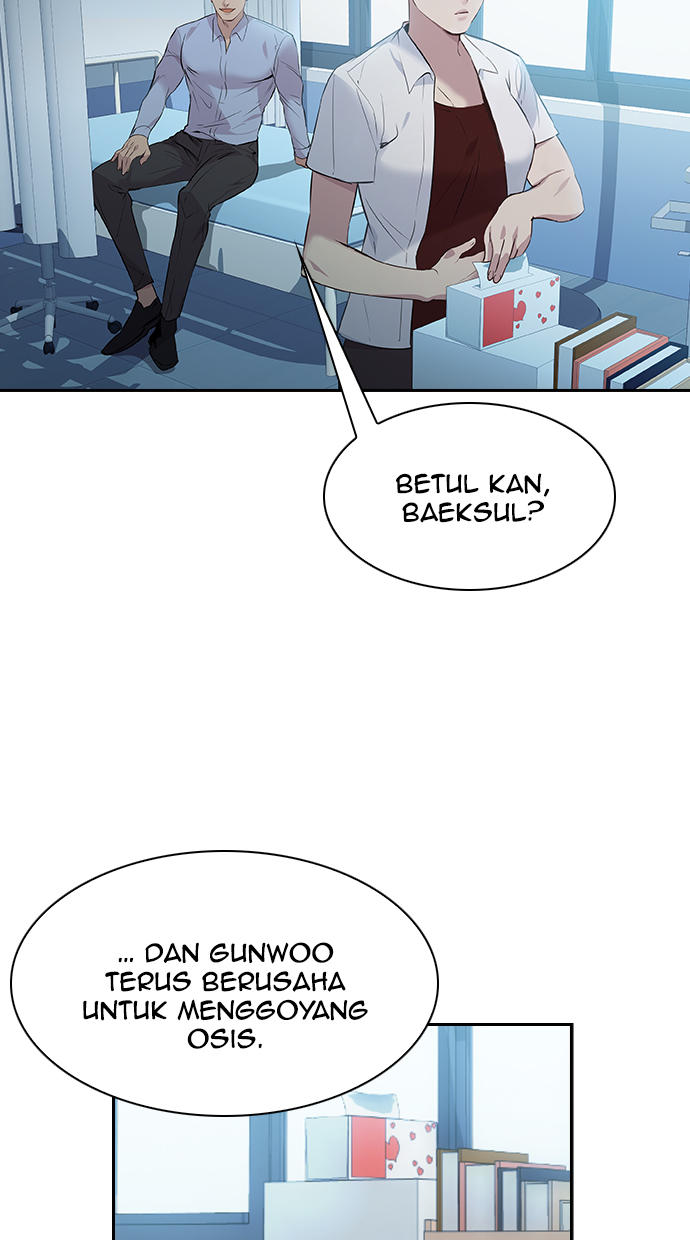 BETUL KAN,
BAEKSUL?
... DAN GUNWOO
TERUS BERUSAHA
UNTUK MENGGOYANG
OSIS.